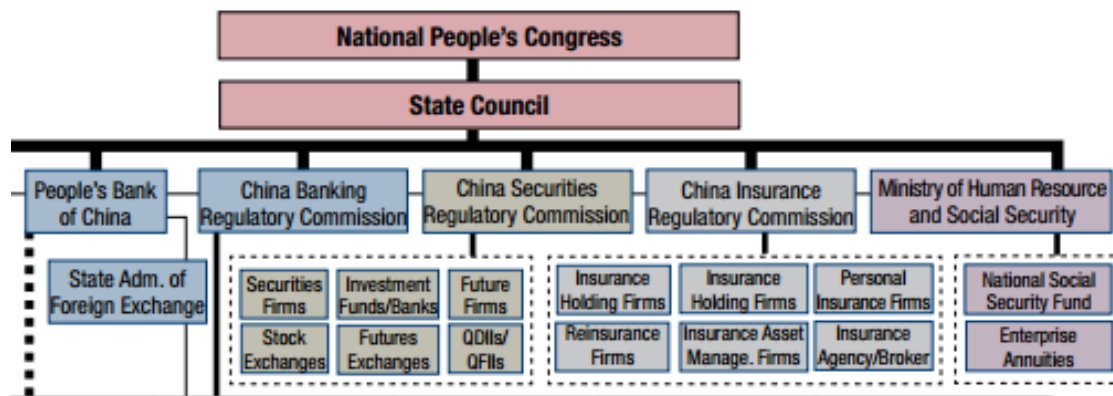 National People's Congress
State Council
People's Bank
of China
China Banking
Regulatory Commission
China Securities
Regulatory Commission
China Insurance
Regulatory Commission
Ministry of Human Resource
and Social Security
State Adm. of
Foreign Exchange
Securities
Firms
Investment
Funds/Banks
Future
Firms
Stock
Exchanges
Futures
Exchanges
QDIIs/
QFIIs
Insurance
Holding Firms
Insurance
Holding Firms
Personal
Insurance Firms
Reinsurance
Firms
Insurance Asset
Manage. Firms
Insurance
Agency/Broker
National Social
Security Fund
Enterprise
Annuities